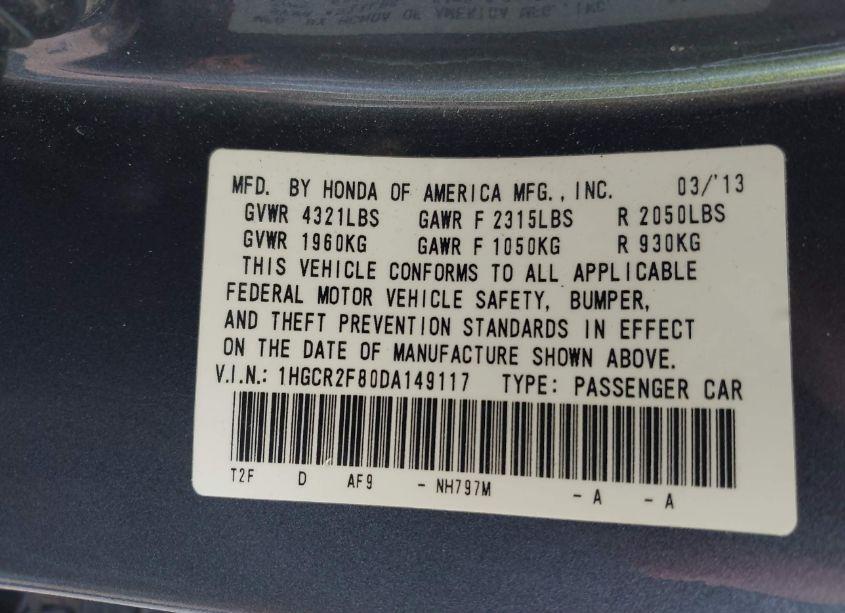 MFD. BY HONDA OF AMERICA MFG., INC. 03/'13
GVWR 4321LBS GAWR F 2315LBS R 2050LBS
GVWR 1960KG GAWR F 1050KG R 930KG
THIS VEHICLE CONFORMS TO ALL APPLICABLE
FEDERAL MOTOR VEHICLE SAFETY, BUMPER,
AND THEFT PREVENTION STANDARDS IN EFFECT
ON THE DATE OF MANUFACTURE SHOWN ABOVE.
V.I.N.: 1HGCR2F80DA149117 TYPE: PASSENGER CAR
T2F D AF9 - NH797M - A - A